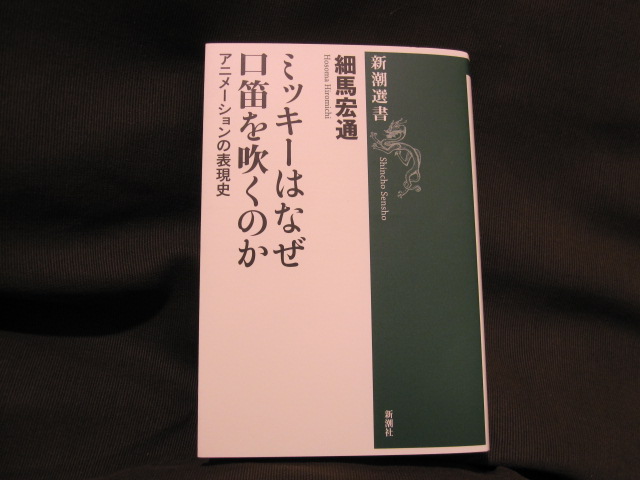 新潮選書
Shincho Sensho
新潮社
細馬宏通
Hosoma Hiromichi
ミッキーはなぜ
口笛を吹くのか
アニメーションの表現史